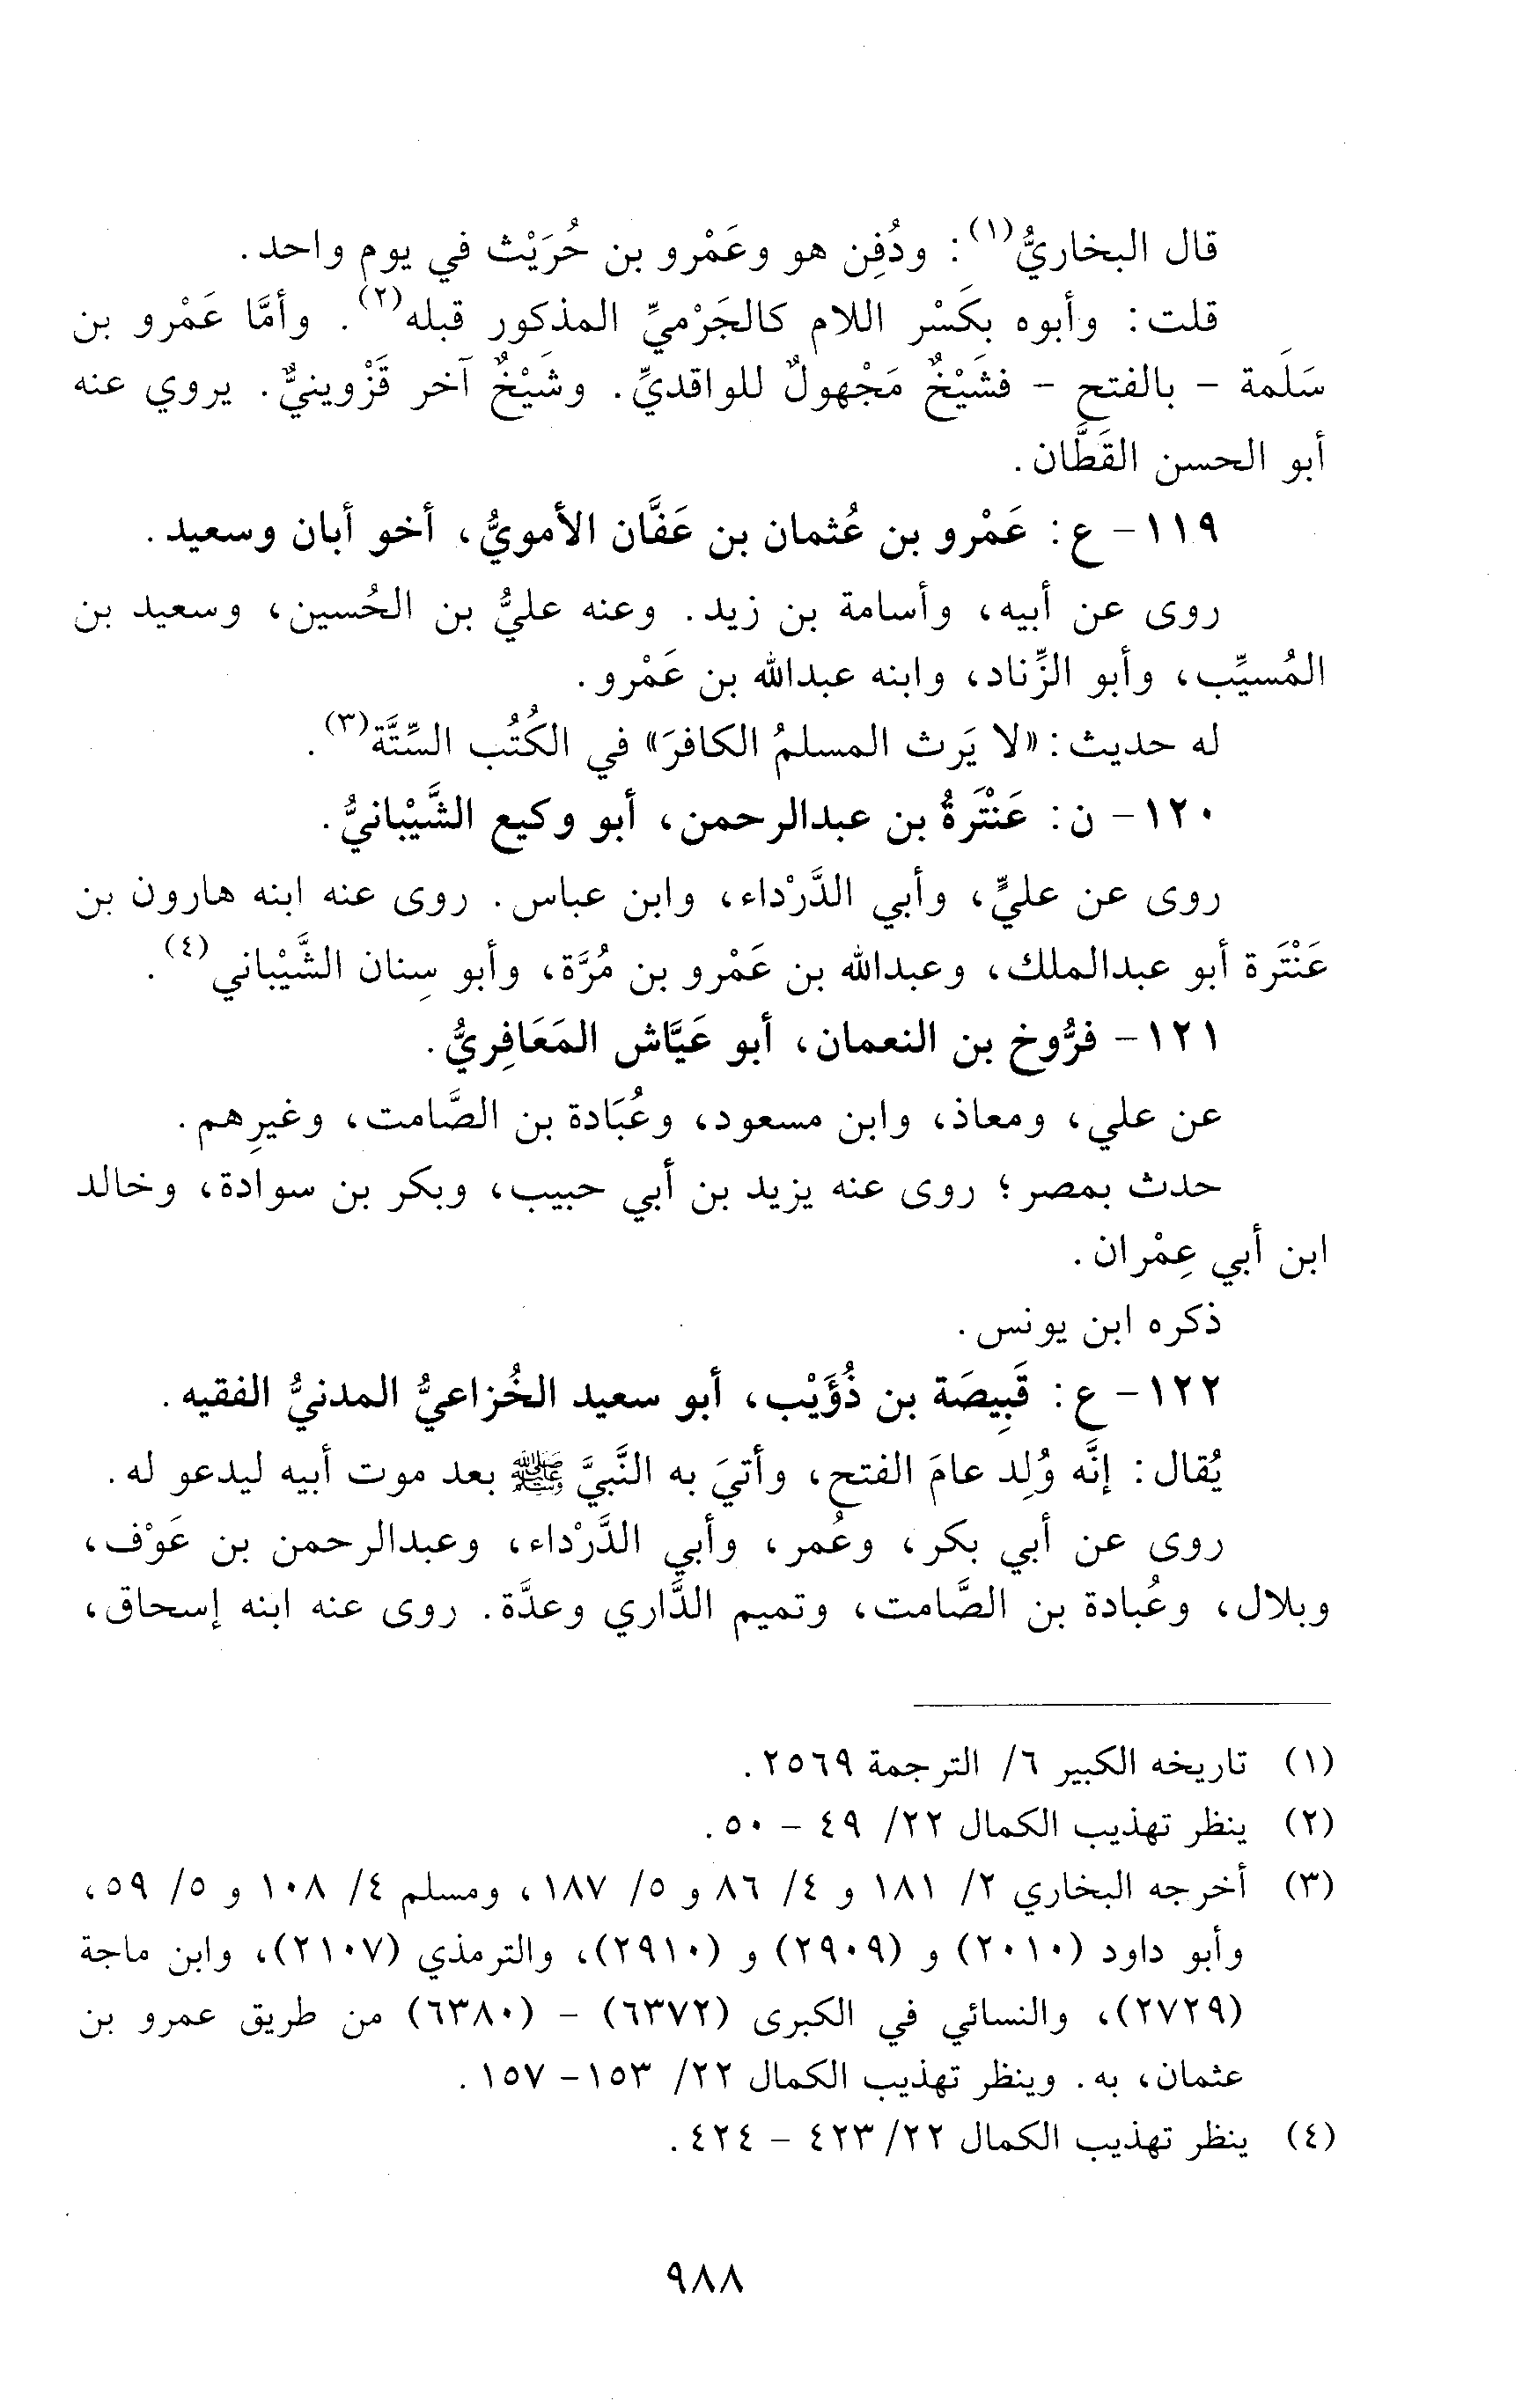 قال البخاريُّ(١): ودُفِن هو وعَمْرو بن حُرَيْث في يوم واحد.
قلت: وأبوه بكَسْر اللام كالجَرْميِّ المذكور قبله(٢). وأمَّا عَمْرو بن
سَلَمة - بالفتح - فشَيْخٌ مَجْهولٌ للواقديِّ. وشَيْخٌ آخر قَزْوينيٌّ. يروي عنه
أبو الحسن القَطَّان.
١١٩- ع: عَمْرو بن عُثمان بن عَفَّان الأمويُّ، أخو أبان وسعيد.
روى عن أبيه، وأسامة بن زيد. وعنه عليُّ بن الحُسين، وسعيد بن
المُسيِّب، وأبو الزِّناد، وابنه عبدالله بن عَمْرو.
له حديث: «لا يَرث المسلمُ الكافرَ» في الكُتُب السِّتَّة(٣).
١٢٠- ن: عَنْتَرةُ بن عبدالرحمن، أبو وكيع الشَّيْبانيُّ.
روى عن عليٍّ، وأبي الدَّرْداء، وابن عباس. روى عنه ابنه هارون بن
عَنْتَرة أبو عبدالملك، وعبدالله بن عَمْرو بن مُرَّة، وأبو سِنان الشَّيْباني(٤).
١٢١- فرُّوخ بن النعمان، أبو عَيَّاش المَعَافِريُّ.
عن علي، ومعاذ، وابن مسعود، وعُبَادة بن الصَّامت، وغيرِهم.
حدث بمصر؛ روى عنه يزيد بن أبي حبيب، وبكر بن سوادة، وخالد
ابن أبي عِمْران.
ذكره ابن يونس.
١٢٢- ع: قَبِيصَة بن ذُؤَيْب، أبو سعيد الخُزاعيُّ المدنيُّ الفقيه.
يُقال: إنَّه وُلِد عامَ الفتح، وأتيَ به النَّبيَّ ﷺ بعد موت أبيه ليدعو له.
روى عن أبي بكر، وعُمر، وأبي الدَّرْداء، وعبدالرحمن بن عَوْف،
وبلال، وعُبادة بن الصَّامت، وتميم الدَّاري وعدَّة. روى عنه ابنه إسحاق،
(١) تاريخه الكبير ٦/ الترجمة ٢٥٦٩.
(٢) ينظر تهذيب الكمال ٢٢/ ٤٩ - ٥٠.
(٣) أخرجه البخاري ٢/ ١٨١ و ٤/ ٨٦ و ٥/ ١٨٧، ومسلم ٤/ ١٠٨ و ٥/ ٥٩،
وأبو داود (٢٠١٠) و (٢٩٠٩) و (٢٩١٠)، والترمذي (٢١٠٧)، وابن ماجة
(٢٧٢٩)، والنسائي في الكبرى (٦٣٧٢) - (٦٣٨٠) من طريق عمرو بن
عثمان، به. وينظر تهذيب الكمال ٢٢/ ١٥٣- ١٥٧.
(٤) ينظر تهذيب الكمال ٢٢/ ٤٢٣ - ٤٢٤.
٩٨٨